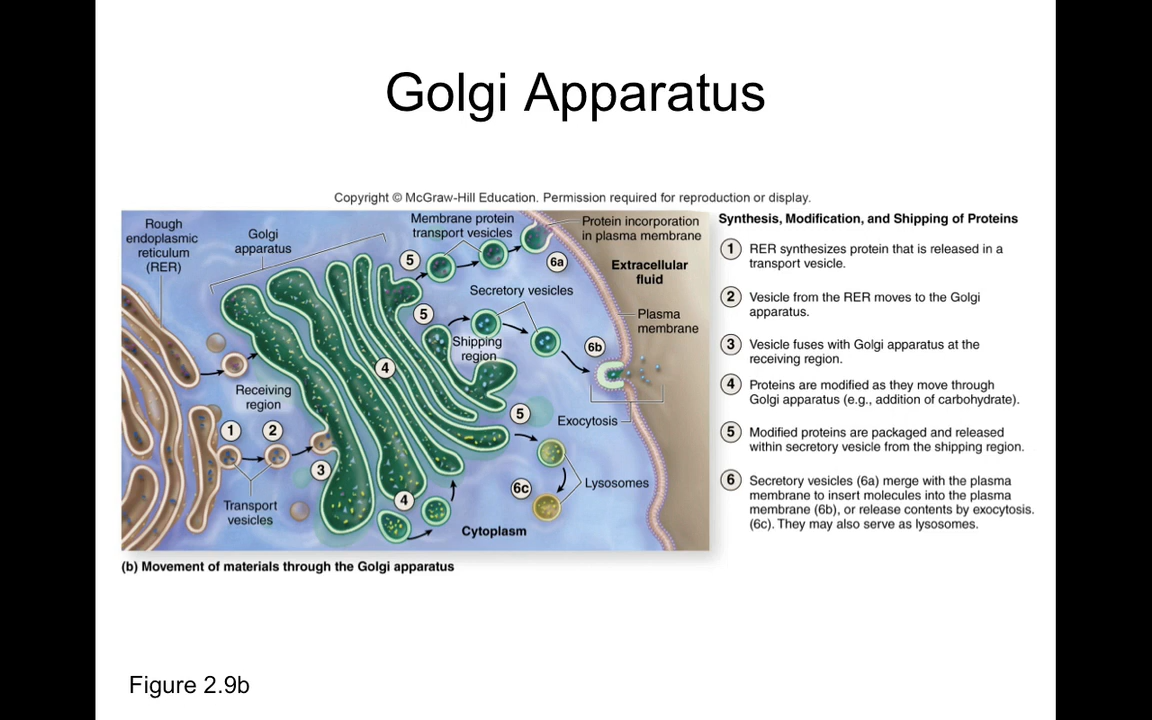 Golgi Apparatus
Copyright © McGraw-Hill Education. Permission required for reproduction or display.
Rough
endoplasmic
reticulum
(RER)
Golgi
apparatus
Membrane protein
transport vesicles
Protein incorporation
in plasma membrane
5
6a
Extracellular
fluid
Secretory vesicles
5
Plasma
membrane
Shipping
region
6b
4
Receiving
region
5
Exocytosis
1
2
3
6c
Lysosomes
4
Transport
vesicles
Cytoplasm
(b) Movement of materials through the Golgi apparatus
Synthesis, Modification, and Shipping of Proteins
1 RER synthesizes protein that is released in a
transport vesicle.
2 Vesicle from the RER moves to the Golgi
apparatus.
3 Vesicle fuses with Golgi apparatus at the
receiving region.
4 Proteins are modified as they move through
Golgi apparatus (e.g., addition of carbohydrate).
5 Modified proteins are packaged and released
within secretory vesicle from the shipping region.
6 Secretory vesicles (6a) merge with the plasma
membrane to insert molecules into the plasma
membrane (6b), or release contents by exocytosis.
(6c). They may also serve as lysosomes.
Figure 2.9b